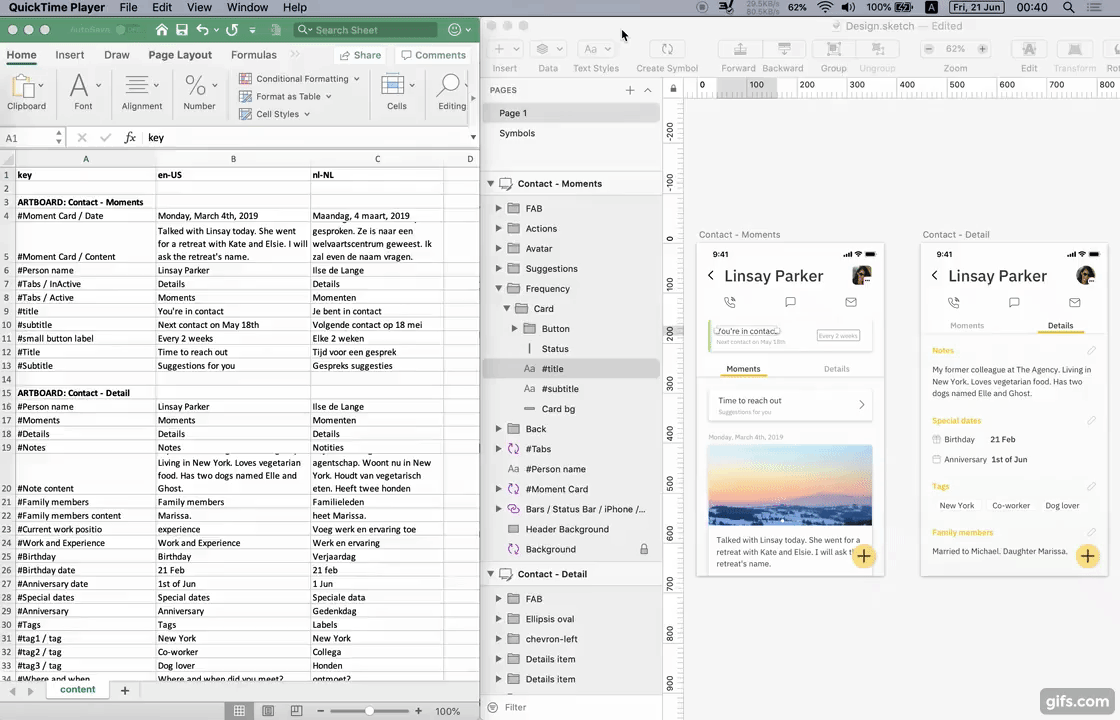 QuickTime Player File Edit View Window Help 62% A Fri, 21 Jun 00:40
AutoSave Search Sheet
Home Insert Draw Page Layout Formulas Share Comments
Clipboard Font Alignment Number Conditional Formatting Format as Table Cell Styles Cells Editing
A1 fx key
A B C D
1 key en-US nl-NL
2
3 ARTBOARD: Contact - Moments
4 #Moment Card / Date Monday, March 4th, 2019 Maandag, 4 maart, 2019
Talked with Linsay today. She went gesproken. Ze is naar een
for a retreat with Kate and Elsie. I will welvaartscentrum geweest. Ik
5 #Moment Card / Content ask the retreat's name. zal even de naam vragen.
6 #Person name Linsay Parker Ilse de Lange
7 #Tabs / InActive Details Details
8 #Tabs / Active Moments Momenten
9 #title You're in contact Je bent in contact
10 #subtitle Next contact on May 18th Volgende contact op 18 mei
11 #small button label Every 2 weeks Elke 2 weken
12 #Title Time to reach out Tijd voor een gesprek
13 #Subtitle Suggestions for you Gespreks suggesties
14
15 ARTBOARD: Contact - Detail
16 #Person name Linsay Parker Ilse de Lange
17 #Moments Moments Momenten
18 #Details Details Details
19 #Notes Notes Notities
Living in New York. Loves vegetarian agentschap. Woont nu in New
food. Has two dogs named Elle and York. Houdt van vegetarisch
20 #Note content Ghost. eten. Heeft twee honden
21 #Family members Family members Familieleden
22 #Family members content Marissa. heet Marissa.
23 #Current work positio experience Voeg werk en ervaring toe
24 #Work and Experience Work and Experience Werk en ervaring
25 #Birthday Birthday Verjaardag
26 #Birthday date 21 Feb 21 feb
27 #Anniversary date 1st of Jun 1 Jun
28 #Special dates Special dates Speciale data
29 #Anniversary Anniversary Gedenkdag
30 #Tags Tags Labels
31 #tag1 / tag New York New York
32 #tag2 / tag Co-worker Collega
33 #tag3 / tag Dog lover Honden
34 #Where and when Where and when did you meet? ontmoet?
content
100%
Design.sketch — Edited
62%
Insert Data Text Styles Create Symbol Forward Backward Group Ungroup Zoom Edit Transform
PAGES
Page 1
Symbols
Contact - Moments
FAB
Actions
Avatar
Suggestions
Frequency
Card
Button
Status
Aa #title
Aa #subtitle
Card bg
Back
#Tabs
Aa #Person name
#Moment Card
Bars / Status Bar / iPhone /...
Header Background
Background
Contact - Detail
FAB
Ellipsis oval
chevron-left
Details item
Details item
Filter
0 100 200 300 400 500 600 700 800
-200
-100
0
100
200
300
400
500
600
700
800
900
Contact - Moments
9:41
Linsay Parker
You're in contac
Next contact on May 18th
Every 2 weeks
Moments Details
Time to reach out
Suggestions for you
Monday, March 4th, 2019
Talked with Linsay today. She went for a
retreat with Kate and Elsie. I will ask t
retreat's name.
Contact - Detail
9:41
Linsay Parker
Moments Details
Notes
My former colleague at The Agency. Living in
New York. Loves vegetarian food. Has two
dogs named Elle and Ghost.
Special dates
Birthday 21 Feb
Anniversary 1st of Jun
Tags
New York Co-worker Dog lover
Family members
Married to Michael. Daughter Marissa.
gifs.com